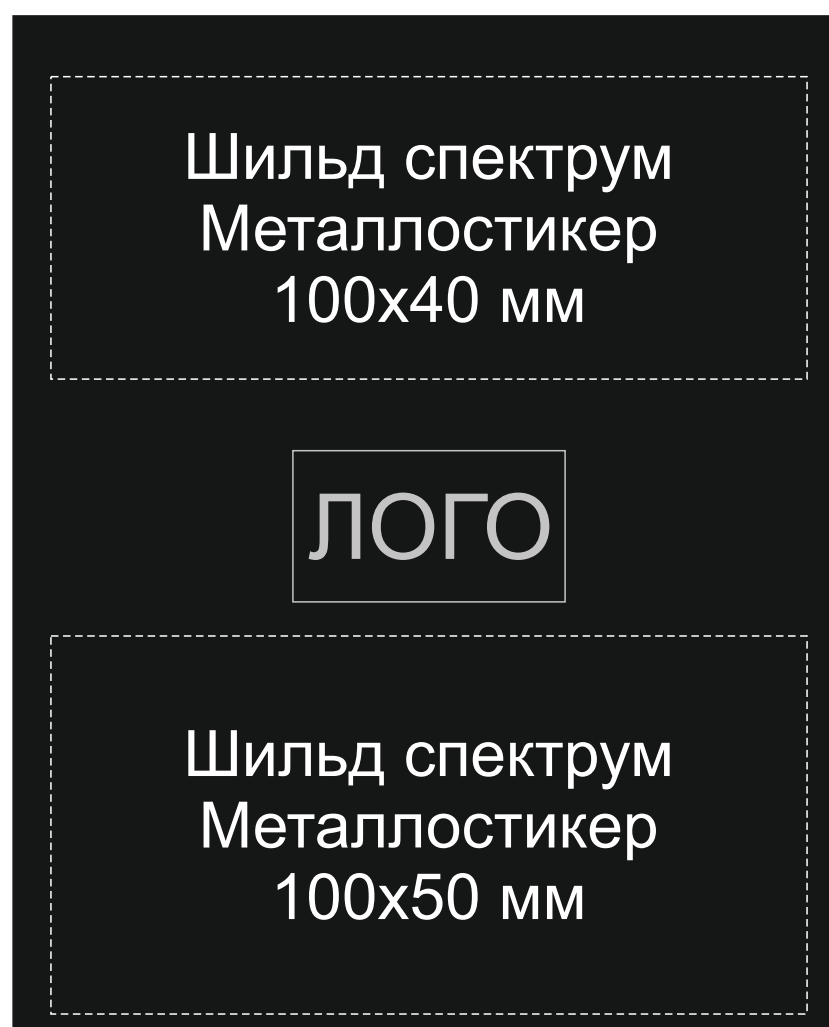 Шильд спектрум
Металлостикер
100х40 мм
ЛОГО
Шильд спектрум
Металлостикер
100х50 мм